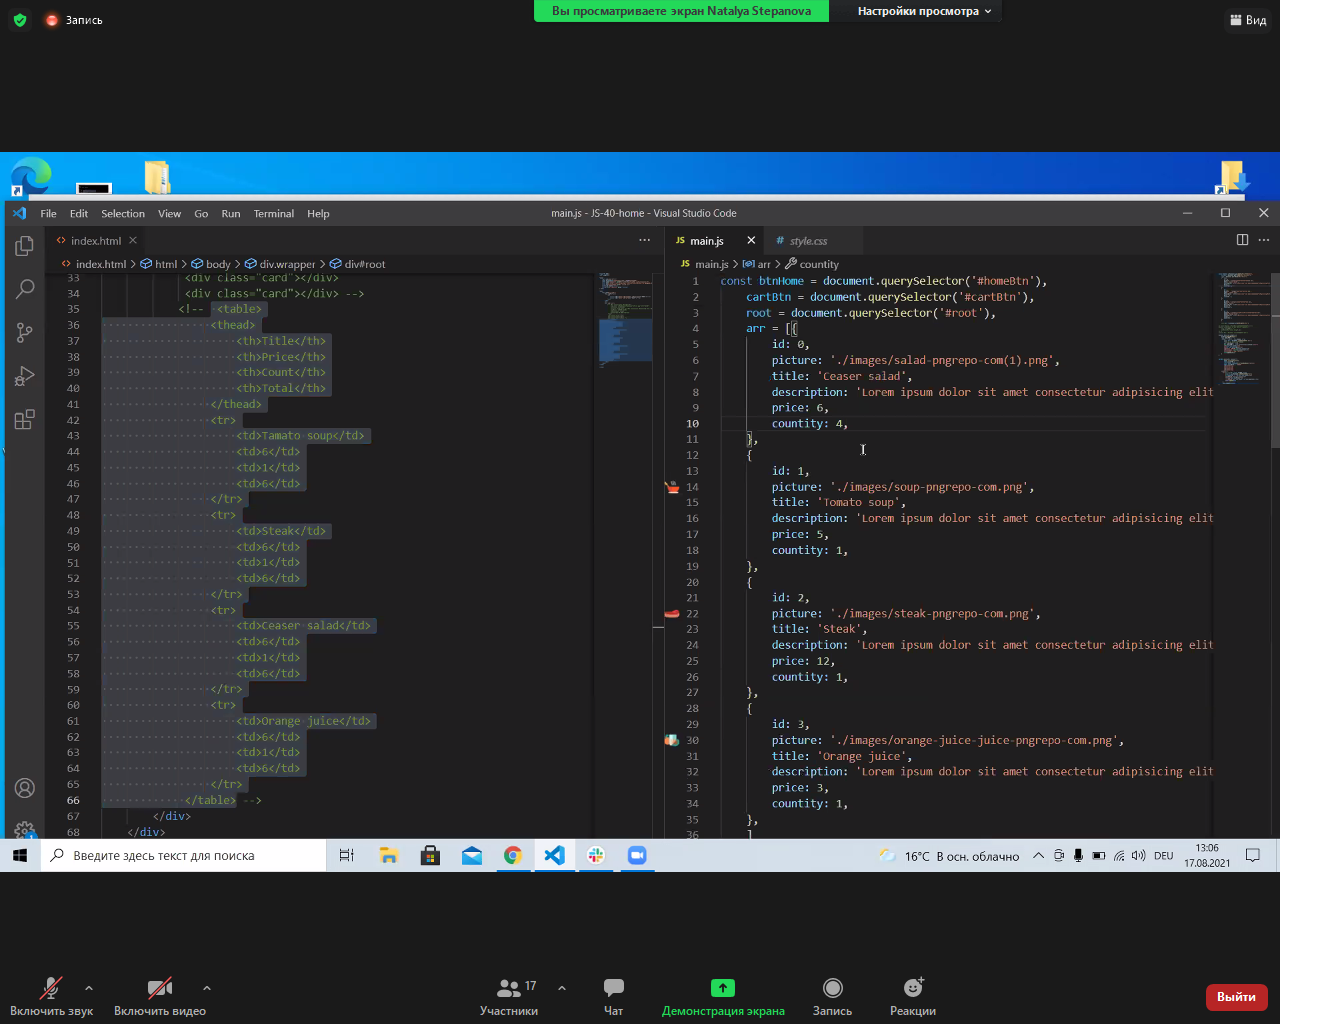 Запись
Вы просматриваете экран Natalya Stepanova
Настройки просмотра
Вид
File Edit Selection View Go Run Terminal Help
main.js - JS-40-home - Visual Studio Code
index.html
index.html > html > body > div.wrapper > div#root
33 <div class="card"></div>
34 <div class="card"></div> -->
35 <!-- <table>
36 <thead>
37 <th>Title</th>
38 <th>Price</th>
39 <th>Count</th>
40 <th>Total</th>
41 </thead>
42 <tr>
43 <td>Tamato soup</td>
44 <td>6</td>
45 <td>1</td>
46 <td>6</td>
47 </tr>
48 <tr>
49 <td>Steak</td>
50 <td>6</td>
51 <td>1</td>
52 <td>6</td>
53 </tr>
54 <tr>
55 <td>Ceaser salad</td>
56 <td>6</td>
57 <td>1</td>
58 <td>6</td>
59 </tr>
60 <tr>
61 <td>Orange juice</td>
62 <td>6</td>
63 <td>1</td>
64 <td>6</td>
65 </tr>
66 </table> -->
67 </div>
68 </div>
JS main.js
# style.css
JS main.js > arr > countity
1 const btnHome = document.querySelector('#homeBtn'),
2 cartBtn = document.querySelector('#cartBtn'),
3 root = document.querySelector('#root'),
4 arr = [{
5 id: 0,
6 picture: './images/salad-pngrepo-com(1).png',
7 title: 'Ceaser salad',
8 description: 'Lorem ipsum dolor sit amet consectetur adipisicing elit
9 price: 6,
10 countity: 4,
11 },
12 {
13 id: 1,
14 picture: './images/soup-pngrepo-com.png',
15 title: 'Tomato soup',
16 description: 'Lorem ipsum dolor sit amet consectetur adipisicing elit
17 price: 5,
18 countity: 1,
19 },
20 {
21 id: 2,
22 picture: './images/steak-pngrepo-com.png',
23 title: 'Steak',
24 description: 'Lorem ipsum dolor sit amet consectetur adipisicing elit
25 price: 12,
26 countity: 1,
27 },
28 {
29 id: 3,
30 picture: './images/orange-juice-juice-pngrepo-com.png',
31 title: 'Orange juice',
32 description: 'Lorem ipsum dolor sit amet consectetur adipisicing elit
33 price: 3,
34 countity: 1,
35 },
36 ]
Введите здесь текст для поиска
16°C В осн. облачно
DEU
13:06
17.08.2021
Включить звук
Включить видео
17
Участники
Чат
Демонстрация экрана
Запись
Реакции
Выйти